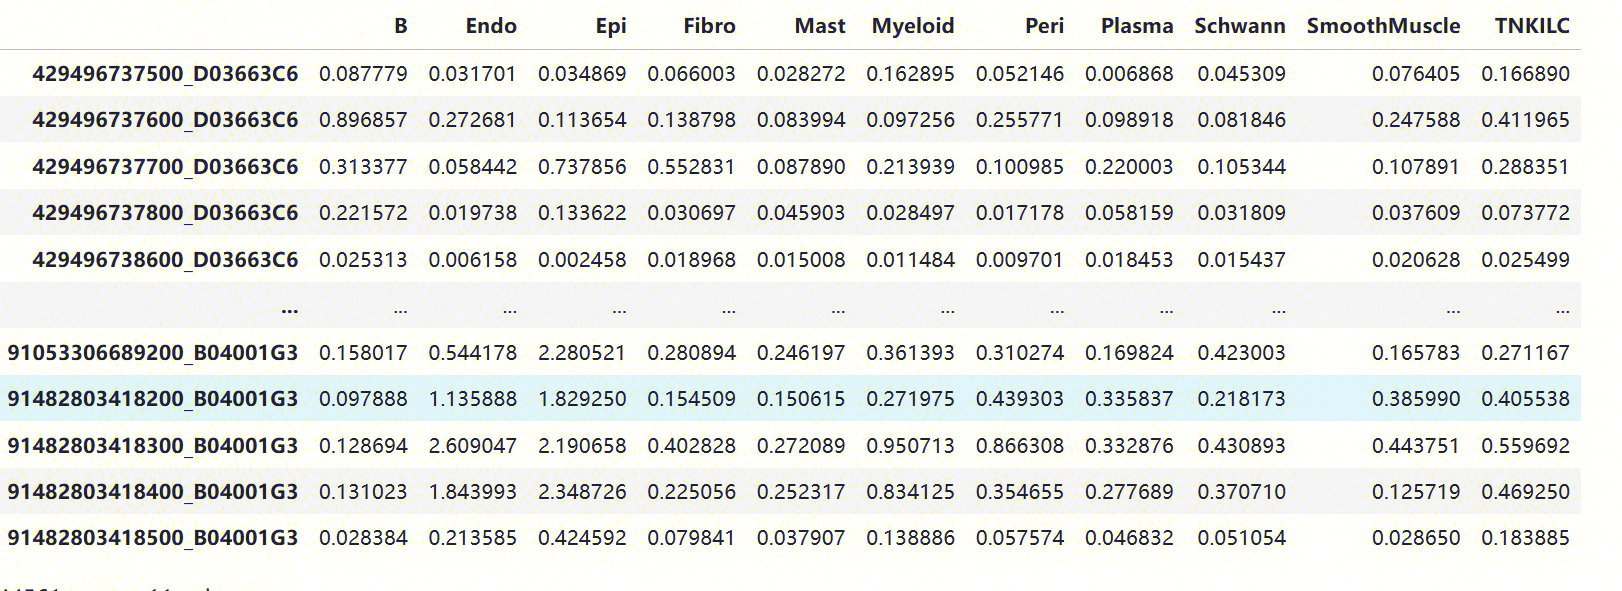 B Endo Epi Fibro Mast Myeloid Peri Plasma Schwann SmoothMuscle TNKILC
429496737500_D03663C6 0.087779 0.031701 0.034869 0.066003 0.028272 0.162895 0.052146 0.006868 0.045309 0.076405 0.166890
429496737600_D03663C6 0.896857 0.272681 0.113654 0.138798 0.083994 0.097256 0.255771 0.098918 0.081846 0.247588 0.411965
429496737700_D03663C6 0.313377 0.058442 0.737856 0.552831 0.087890 0.213939 0.100985 0.220003 0.105344 0.107891 0.288351
429496737800_D03663C6 0.221572 0.019738 0.133622 0.030697 0.045903 0.028497 0.017178 0.058159 0.031809 0.037609 0.073772
429496738600_D03663C6 0.025313 0.006158 0.002458 0.018968 0.015008 0.011484 0.009701 0.018453 0.015437 0.020628 0.025499
... ... ... ... ... ... ... ... ... ... ... ...
91053306689200_B04001G3 0.158017 0.544178 2.280521 0.280894 0.246197 0.361393 0.310274 0.169824 0.423003 0.165783 0.271167
91482803418200_B04001G3 0.097888 1.135888 1.829250 0.154509 0.150615 0.271975 0.439303 0.335837 0.218173 0.385990 0.405538
91482803418300_B04001G3 0.128694 2.609047 2.190658 0.402828 0.272089 0.950713 0.866308 0.332876 0.430893 0.443751 0.559692
91482803418400_B04001G3 0.131023 1.843993 2.348726 0.225056 0.252317 0.834125 0.354655 0.277689 0.370710 0.125719 0.469250
91482803418500_B04001G3 0.028384 0.213585 0.424592 0.079841 0.037907 0.138886 0.057574 0.046832 0.051054 0.028650 0.183885